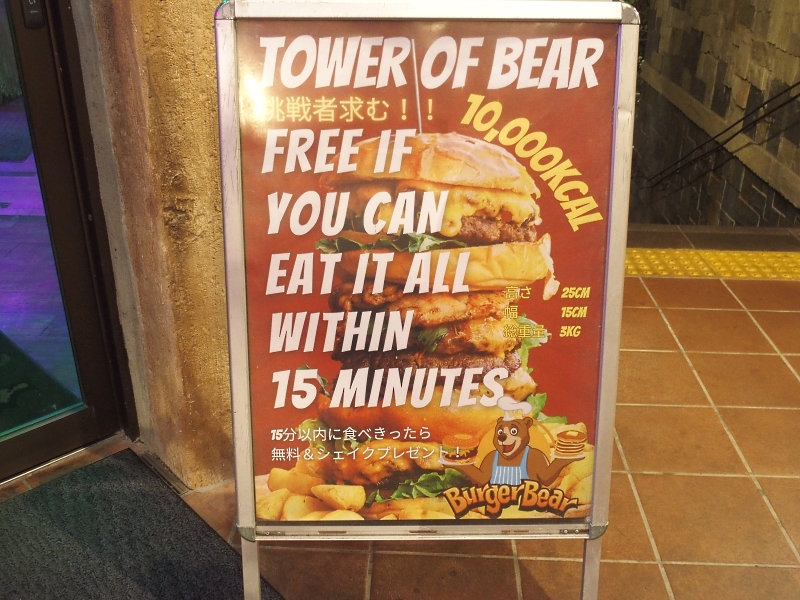 TOWER OF BEAR
挑戦者求む！！
10,000KCAL
FREE IF
YOU CAN
EAT IT ALL
WITHIN
15 MINUTES
高さ 25CM
幅 15CM
総重量 3KG
15分以内に食べきったら
無料＆シェイクプレゼント！
BurgerBear